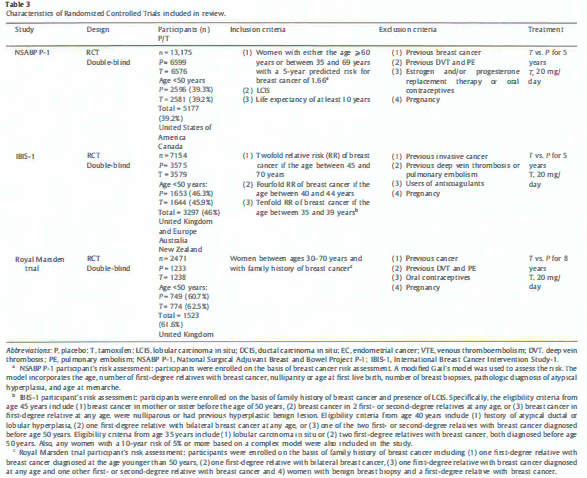 Table 3
Characteristics of Randomized Controlled Trials included in review.
Study Design Participants (n) Inclusion criteria Exclusion criteria Treatment
P/T
NSABP P-1 RCT n = 13,175 (1) Women with either the age ⩾60 (1) Previous breast cancer T vs. P for 5
Double-blind P = 6599 years or between 35 and 69 years (2) Previous DVT and PE years
T = 6576 with a 5-year predicted risk for (3) Estrogen and/or progesterone T, 20 mg/
Age <50 years breast cancer of 1.66ᵃ replacement therapy or oral day
P = 2596 (39.3%) (2) LCIS contraceptives
T = 2581 (39.2%) (3) Life expectancy of at least 10 years (4) Pregnancy
Total = 5177
(39.2%)
United States of
America
Canada
IBIS-1 RCT n = 7154 (1) Twofold relative risk (RR) of breast (1) Previous invasive cancer T vs. P for 5
Double-blind P = 3575 cancer if the age between 45 and (2) Previous deep vein thrombosis or years
T = 3579 70 years pulmonary embolism T, 20 mg/
Age <50 years: (2) Fourfold RR of breast cancer if the (3) Users of anticoagulants day
P = 1653 (46.3%) age between 40 and 44 years (4) Pregnancy
T = 1644 (45.9%) (3) Tenfold RR of breast cancer if the
Total = 3297 (46%) age between 35 and 39 yearsᵇ
United Kingdom
and Europe
Australia
New Zealand
Royal Marsden RCT n = 2471 Women between ages 30–70 years and (1) Previous cancer T vs. P for 8
trial Double-blind P = 1233 with family history of breast cancerᶜ (2) Previous DVT and PE years
T = 1238 (3) Oral contraceptives T, 20 mg/
Age <50 years: (4) Pregnancy day
P = 749 (60.7%)
T = 774 (62.5%)
Total = 1523
(61.6%)
United Kingdom
Abbreviations: P, placebo; T, tamoxifen; LCIS, lobular carcinoma in situ; DCIS, ductal carcinoma in situ; EC, endometrial cancer; VTE, venous thromboembolism; DVT, deep vein
thrombosis; PE, pulmonary embolism; NSABP P-1, National Surgical Adjuvant Breast and Bowel Project P-1; IBIS-1, International Breast Cancer Intervention Study-1.
ᵃ NSABP P-1 participant's risk assessment: participants were enrolled on the basis of breast cancer risk assessment. A modified Gail's model was used to assess the risk. The
model incorporates the age, number of first-degree relatives with breast cancer, nulliparity or age at first live birth, number of breast biopsies, pathologic diagnosis of atypical
hyperplasia, and age at menarche.
ᵇ IBIS-1 participant's risk assessment: participants were enrolled on the basis of family history of breast cancer and presence of LCIS. Specifically, the eligibility criteria from
age 45 years include (1) breast cancer in mother or sister before the age of 50 years, (2) breast cancer in 2 first- or second-degree relatives at any age, or (3) breast cancer in
first-degree relative at any age, were nulliparous or had previous hyperplastic benign lesion. Eligibility criteria from age 40 years include (1) history of atypical ductal or
lobular hyperplasia, (2) one first-degree relative with bilateral breast cancer at any age, or (3) one of the two first- or second-degree relatives with breast cancer diagnosed
before age 50 years. Eligibility criteria from age 35 years include (1) lobular carcinoma in situ or (2) two first-degree relatives with breast cancer, both diagnosed before age
50 years. Also, any women with a 10-year risk of 5% or more based on a complex model were also included in the study.
ᶜ Royal Marsden trial participant's risk assessment; participants were enrolled on the basis of family history of breast cancer including (1) one first-degree relative with
breast cancer diagnosed at the age younger than 50 years, (2) one first-degree relative with bilateral breast cancer, (3) one first-degree relative with breast cancer diagnosed
at any age and one other first- or second-degree relative with breast cancer and 4) women with benign breast biopsy and a first-degree relative with breast cancer.